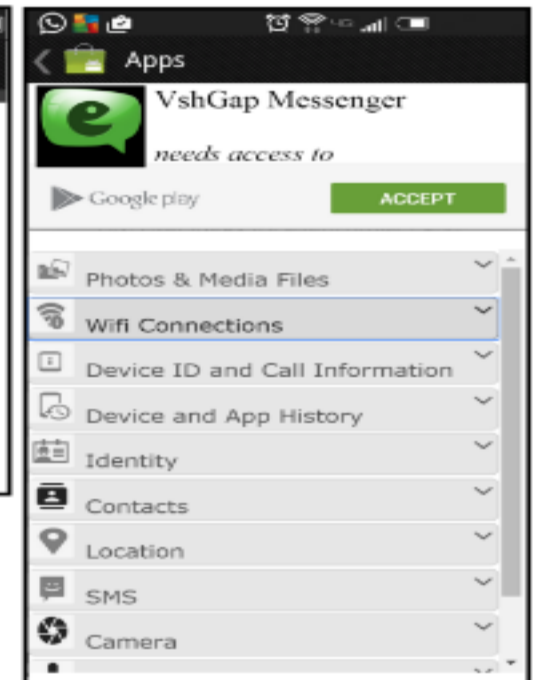 4G
Apps
e
VshGap Messenger
needs access to
Google play
ACCEPT
Photos & Media Files
Wifi Connections
Device ID and Call Information
Device and App History
Identity
Contacts
Location
SMS
Camera